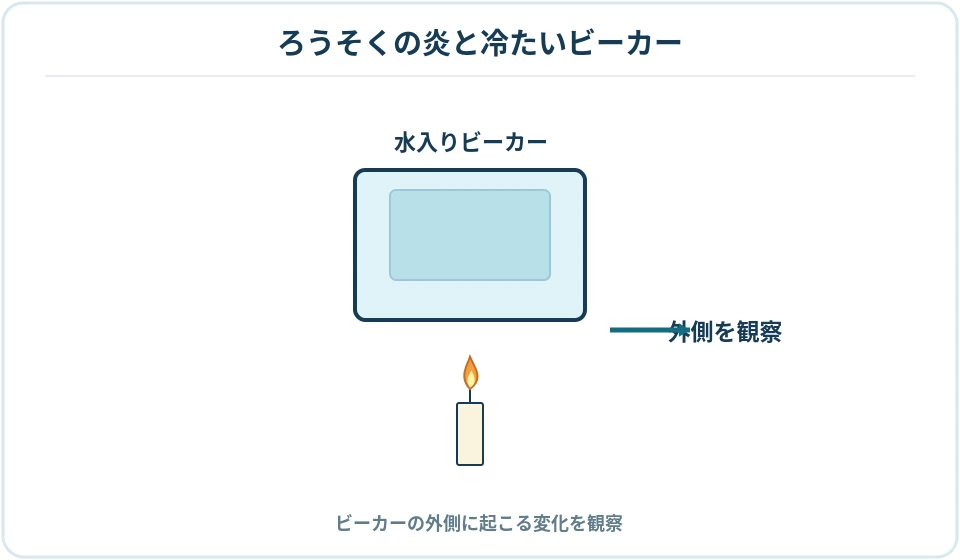 ろうそくの炎と冷たいビーカー
水入りビーカー
外側を観察
ビーカーの外側に起こる変化を観察